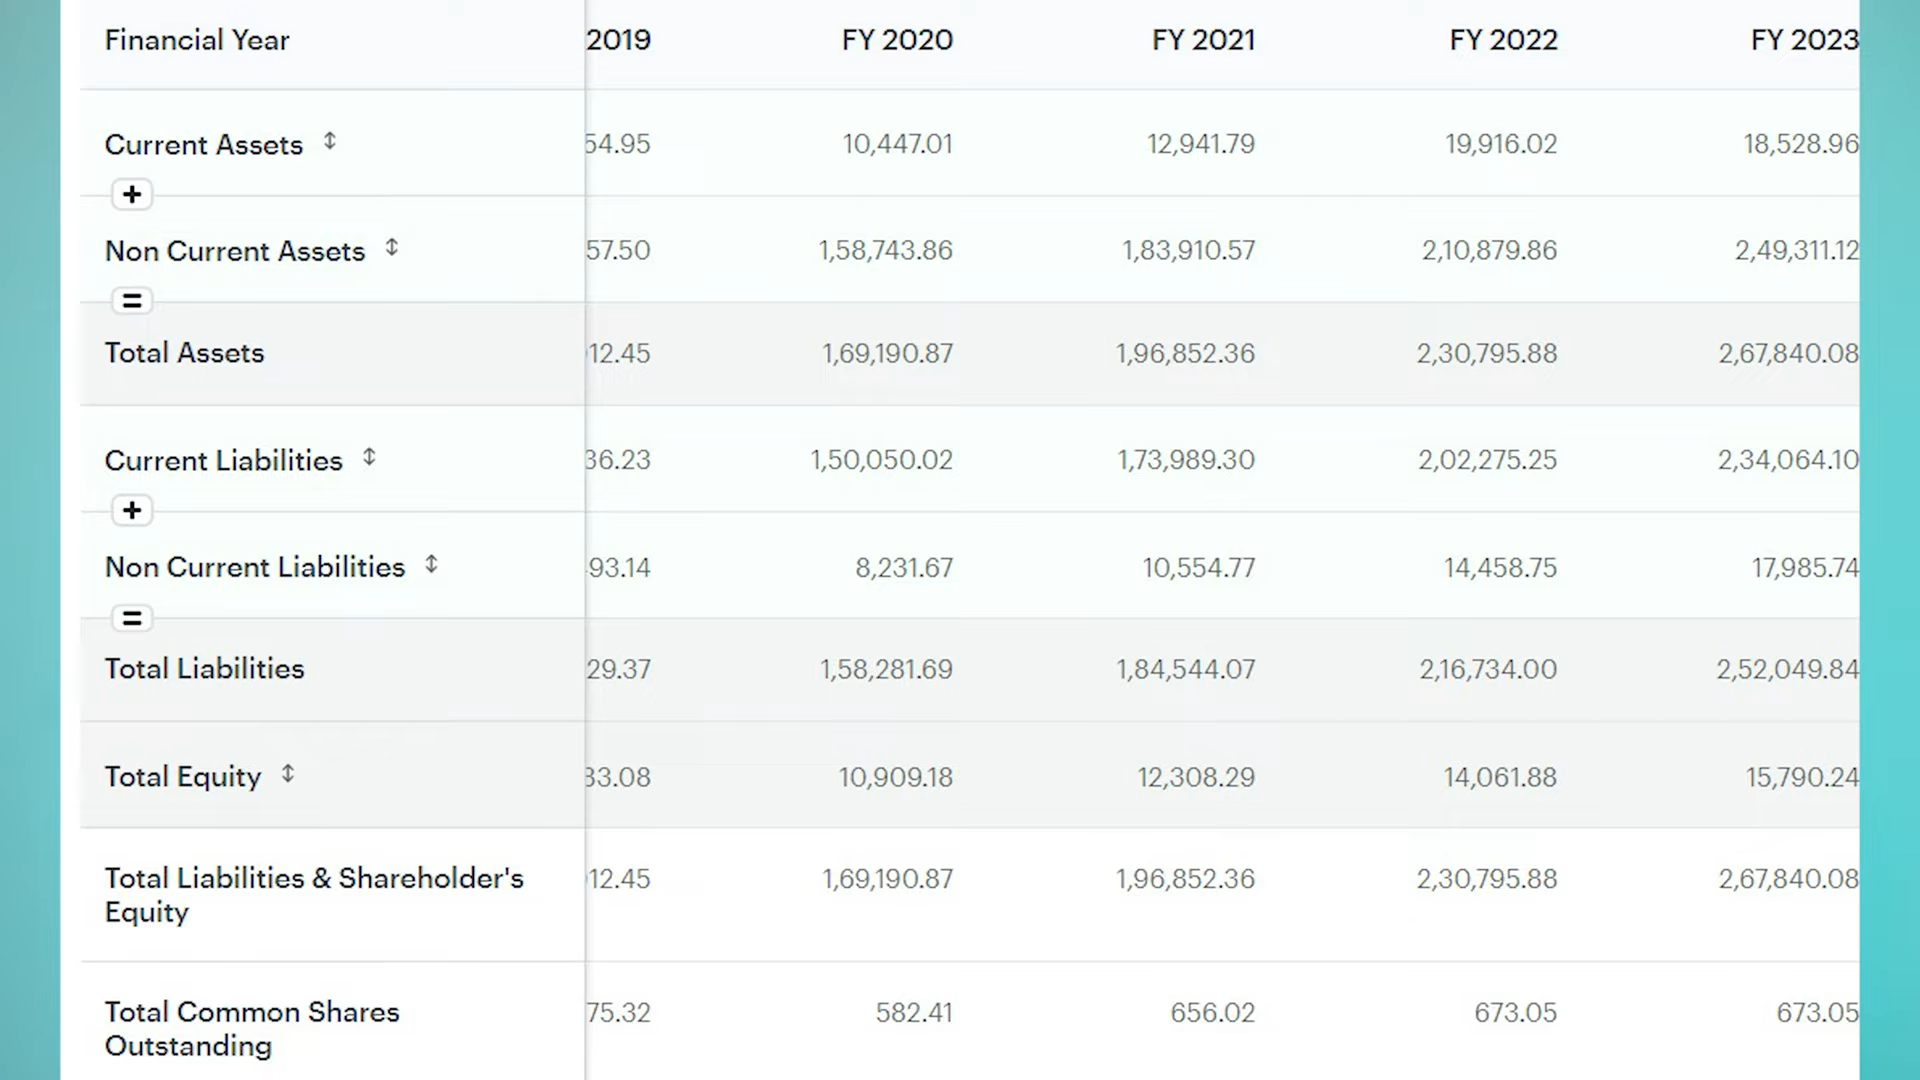 Financial Year 2019 FY 2020 FY 2021 FY 2022 FY 2023
Current Assets 54.95 10,447.01 12,941.79 19,916.02 18,528.96
+
Non Current Assets 57.50 1,58,743.86 1,83,910.57 2,10,879.86 2,49,311.12
=
Total Assets 12.45 1,69,190.87 1,96,852.36 2,30,795.88 2,67,840.08
Current Liabilities 36.23 1,50,050.02 1,73,989.30 2,02,275.25 2,34,064.10
+
Non Current Liabilities 93.14 8,231.67 10,554.77 14,458.75 17,985.74
=
Total Liabilities 29.37 1,58,281.69 1,84,544.07 2,16,734.00 2,52,049.84
Total Equity 83.08 10,909.18 12,308.29 14,061.88 15,790.24
Total Liabilities & Shareholder's 12.45 1,69,190.87 1,96,852.36 2,30,795.88 2,67,840.08
Equity
Total Common Shares 75.32 582.41 656.02 673.05 673.05
Outstanding